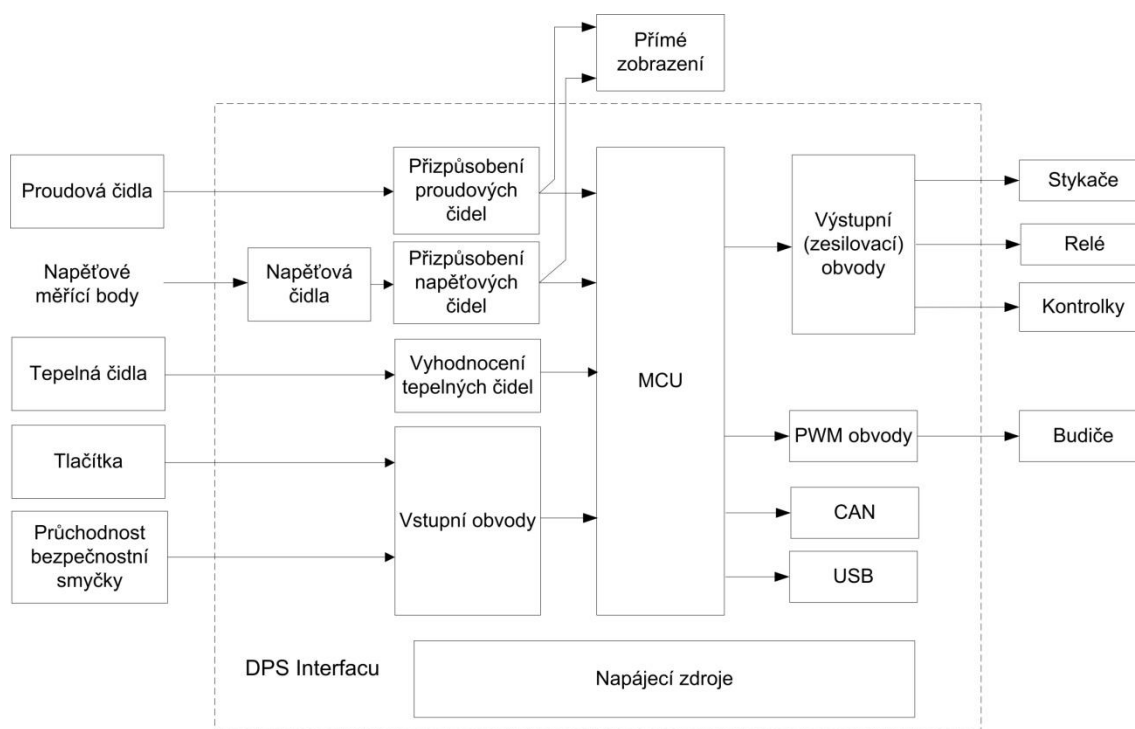 Přímé
zobrazení
Proudová čidla
Přizpůsobení
proudových
čidel
MCU
Výstupní
(zesilovací)
obvody
Stykače
Relé
Kontrolky
Napěťové
měřící body
Napěťová
čidla
Přizpůsobení
napěťových
čidel
Tepelná čidla
Vyhodnocení
tepelných čidel
Tlačítka
Vstupní obvody
PWM obvody
Budiče
Průchodnost
bezpečnostní
smyčky
CAN
USB
DPS Interfacu
Napájecí zdroje